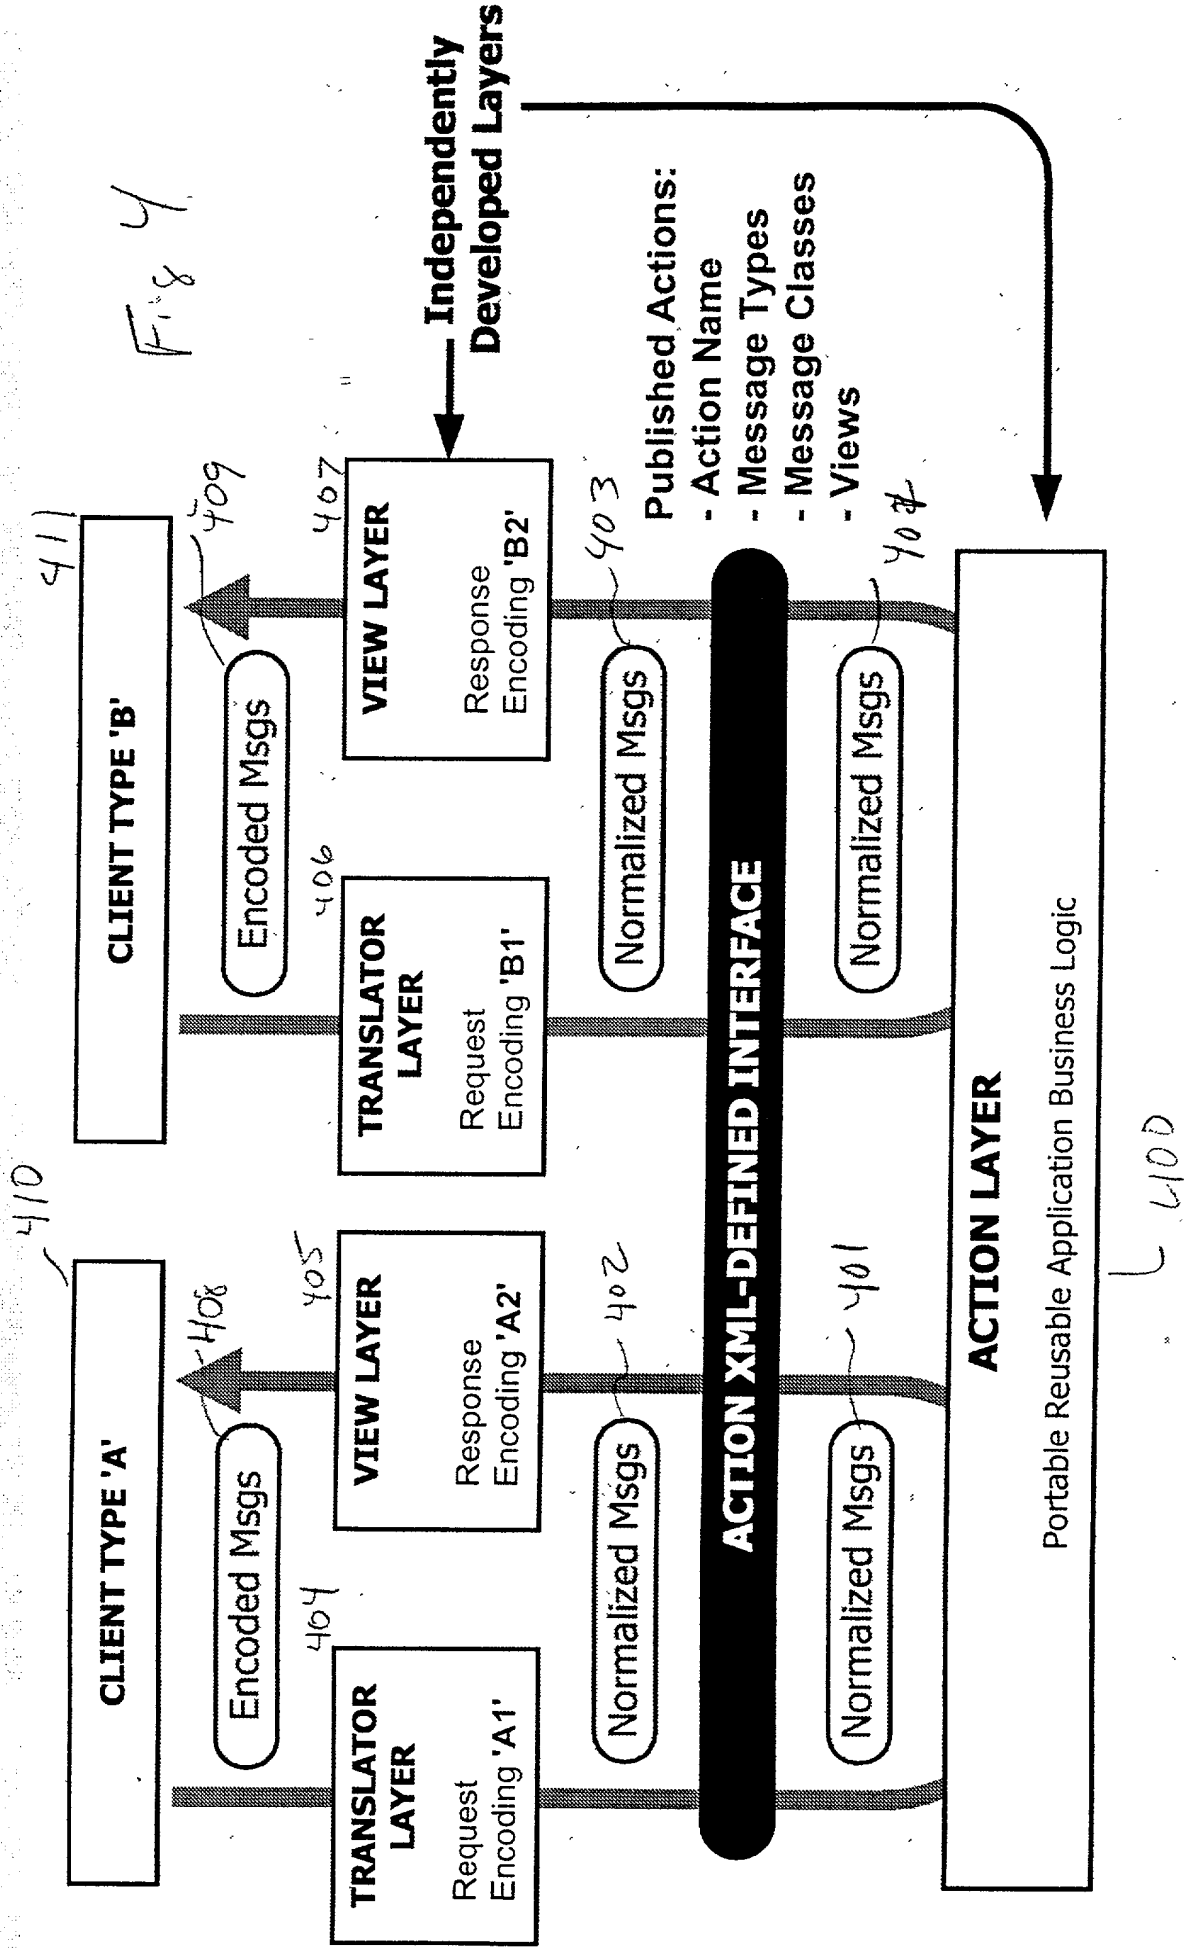 Fig 4
410
411
CLIENT TYPE 'A'
CLIENT TYPE 'B'
408
409
Encoded Msgs
Encoded Msgs
404
405
406
407
TRANSLATOR
LAYER
Request
Encoding 'A1'
VIEW LAYER
Response
Encoding 'A2'
TRANSLATOR
LAYER
Request
Encoding 'B1'
VIEW LAYER
Response
Encoding 'B2'
Independently
Developed Layers
402
403
Normalized Msgs
Normalized Msgs
Published Actions:
- Action Name
- Message Types
- Message Classes
- Views
ACTION XML-DEFINED INTERFACE
401
Normalized Msgs
Normalized Msgs
ACTION LAYER
Portable Reusable Application Business Logic
400